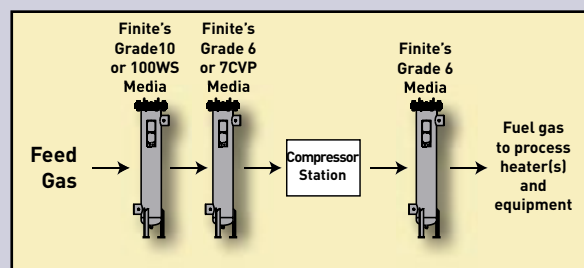 Finite's
Grade10
or 100WS
Media
Finite's
Grade 6
or 7CVP
Media
Finite's
Grade 6
Media
Feed
Gas
Compressor
Station
Fuel gas
to process
heater(s)
and
equipment